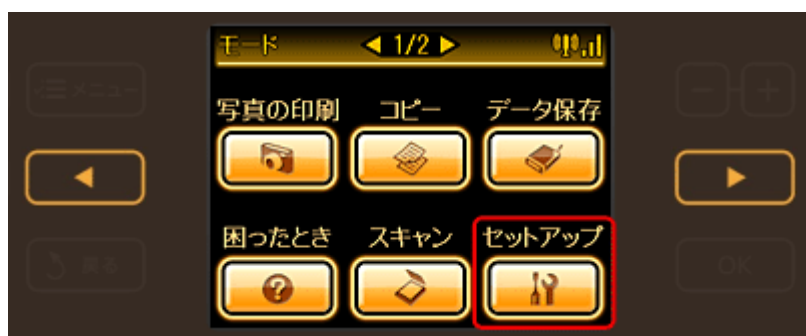 モード ◀ 1/2 ▶
メニュー - +
写真の印刷 コピー データ保存
困ったとき スキャン セットアップ
戻る OK